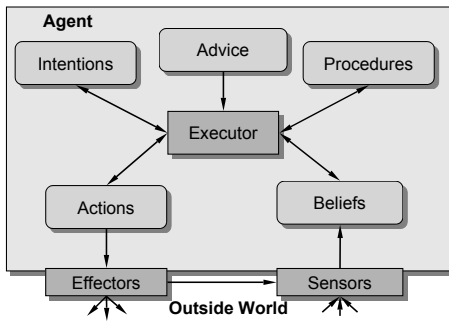 Agent
Advice
Intentions
Procedures
Executor
Actions
Beliefs
Effectors
Sensors
Outside World